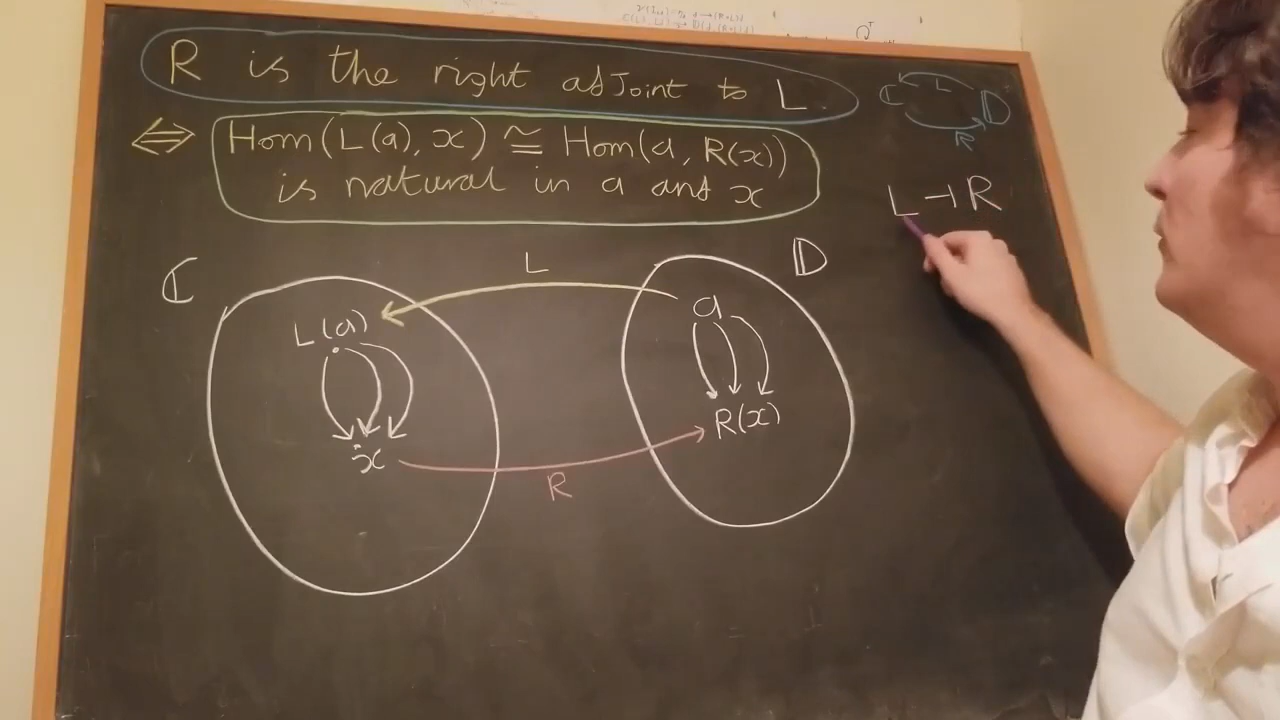 R is the right adJoint to L.
⇔ Hom(L(a), x) ≅ Hom(a, R(x))
is natural in a and x
ℂ L 𝔻
R
L ⊣ R
ℂ L 𝔻
L(a) a
x R(x)
R